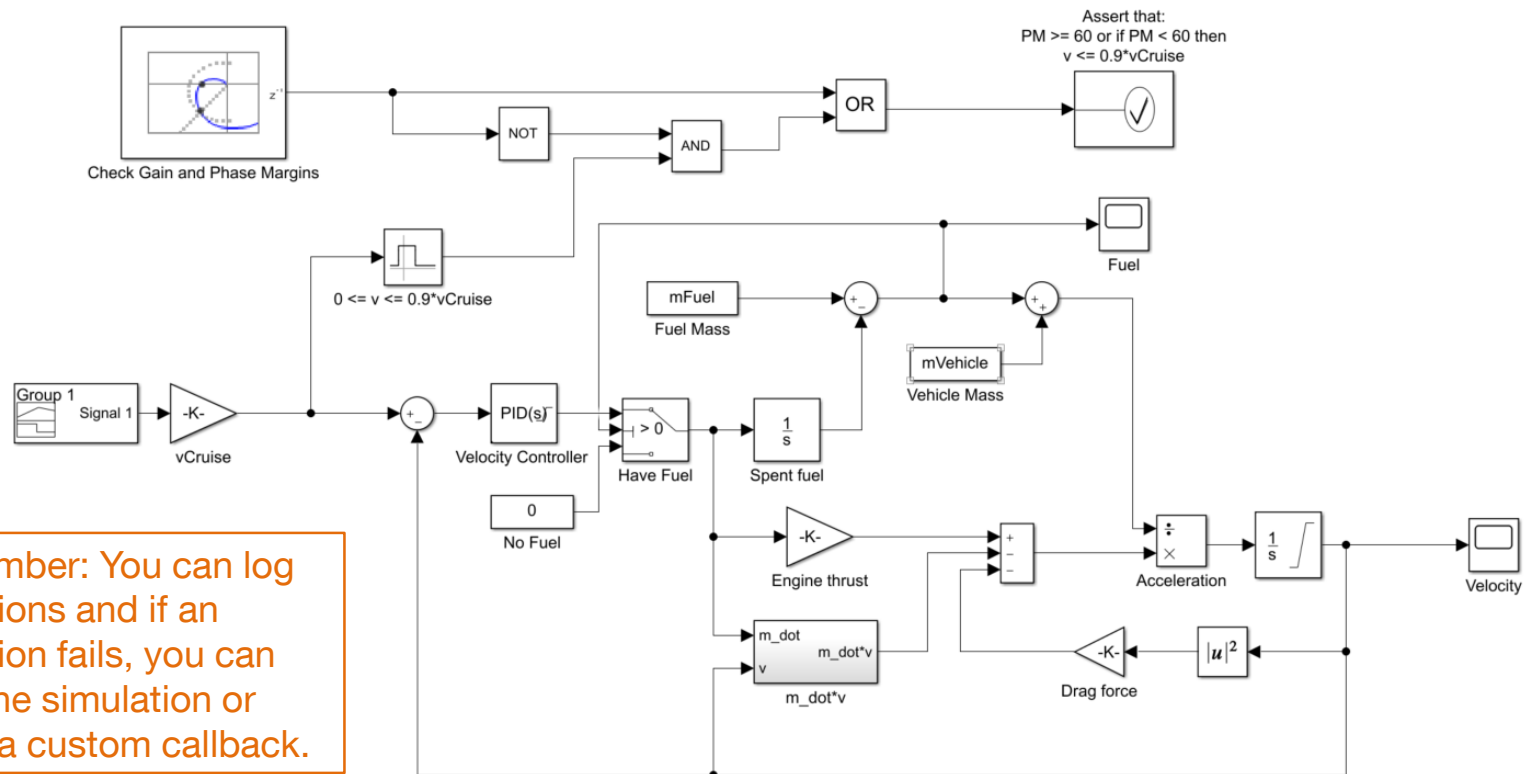 Assert that:
PM >= 60 or if PM < 60 then
v <= 0.9*vCruise
z⁻¹
Check Gain and Phase Margins
NOT
AND
OR
0 <= v <= 0.9*vCruise
Fuel
mFuel
Fuel Mass
+
−
+
+
mVehicle
Vehicle Mass
Group 1
Signal 1
-K-
vCruise
+
−
PID(s)
Velocity Controller
> 0
Have Fuel
1
s
Spent fuel
0
No Fuel
-K-
Engine thrust
+
−
−
÷
×
Acceleration
1
s
Velocity
m_dot
v
m_dot*v
m_dot*v
-K-
Drag force
|u|²
mber: You can log
ions and if an
ion fails, you can
ne simulation or
a custom callback.